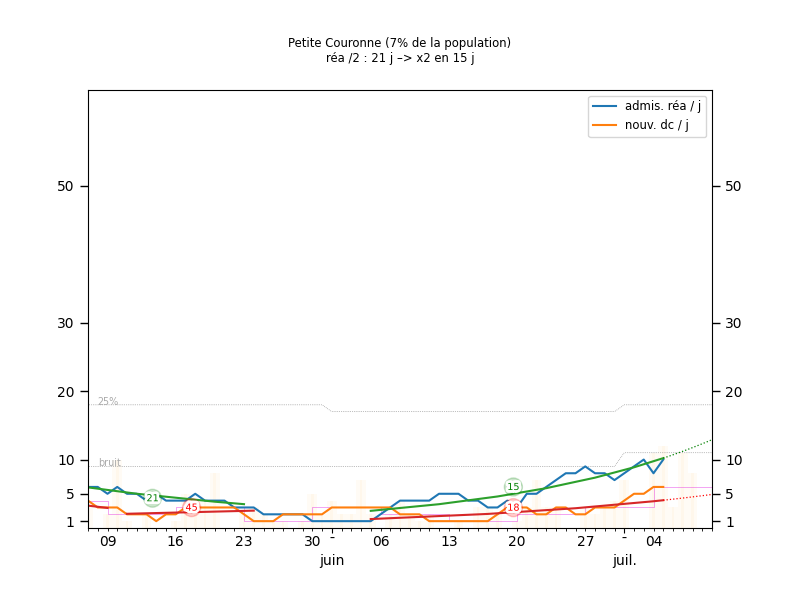 Petite Couronne (7% de la population)
réa /2 : 21 j –> x2 en 15 j
admis. réa / j
nouv. dc / j
50 50
30 30
20 20
25%
10 10
bruit
5 5
1 1
21
45
15
18
09 16 23 30 - 06 13 20 27 - 04
juin juil.